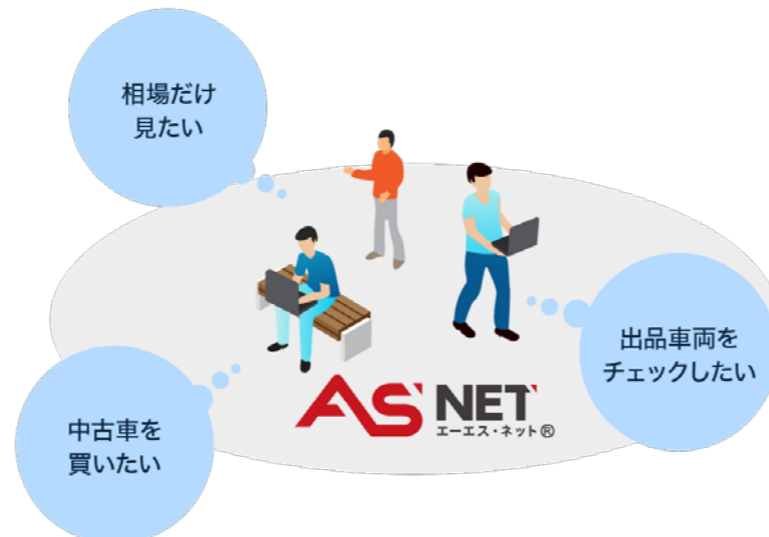 相場だけ
見たい
出品車両を
チェックしたい
中古車を
買いたい
AS NET
エーエス・ネット®